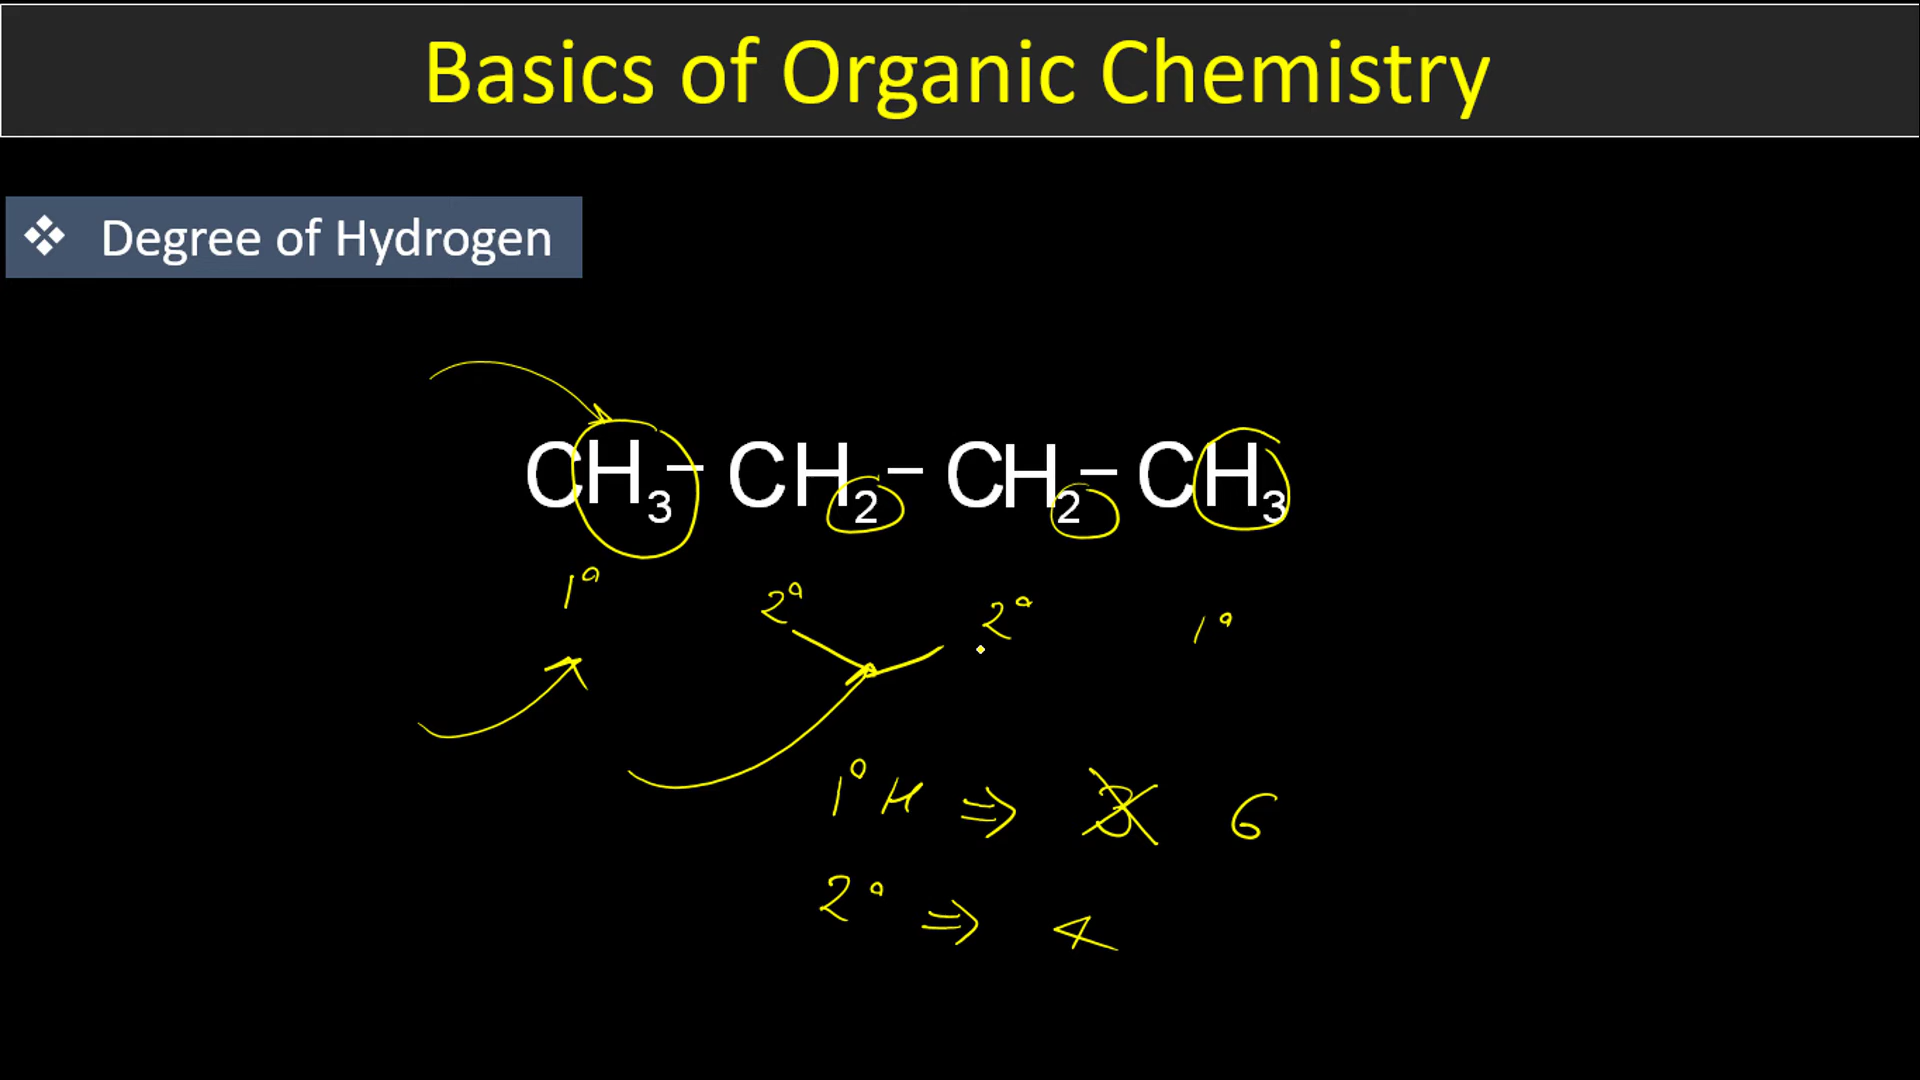 Basics of Organic Chemistry
❖ Degree of Hydrogen
CH₃ – CH₂ – CH₂ – CH₃
1° 2° 2° 1°
1° H ⇒ 3 6
2° ⇒ 4